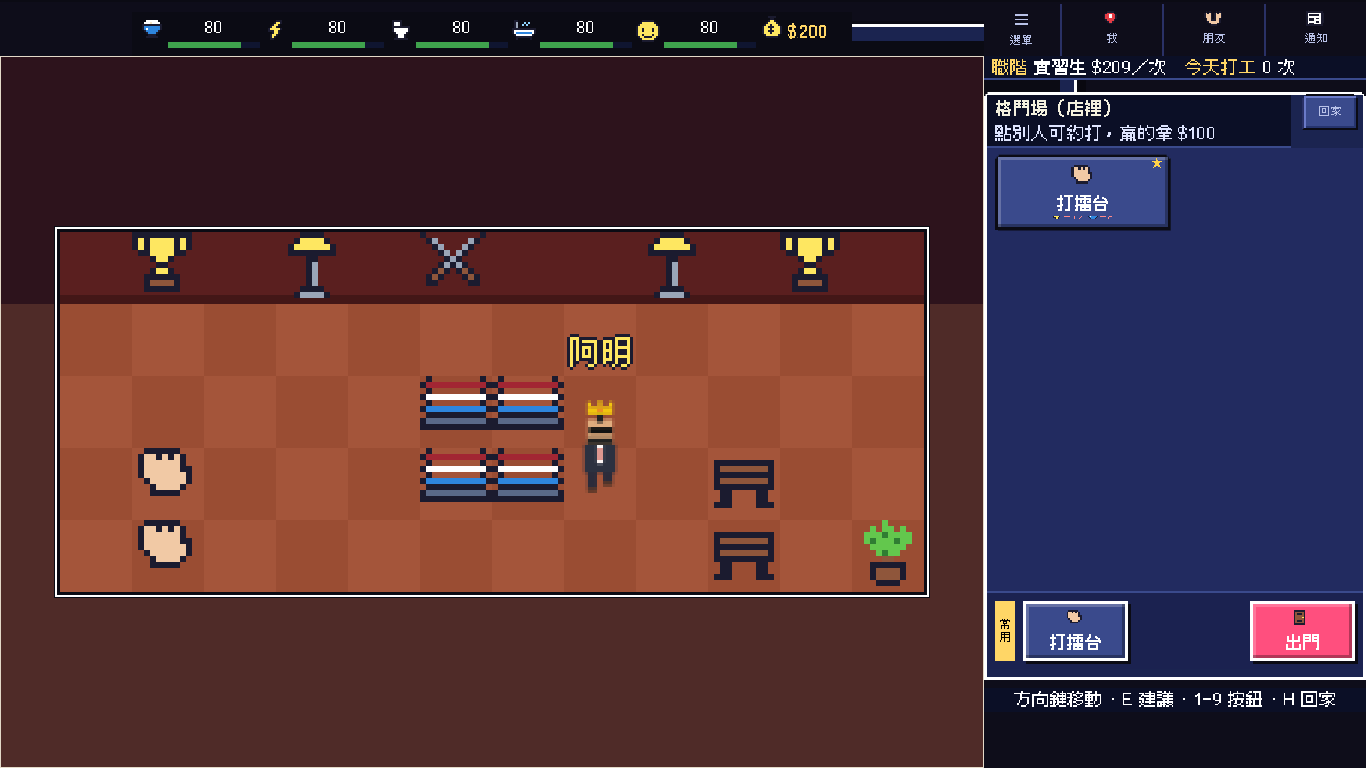 80
80
80
80
80
$200
選單
我
朋友
通知
職階 實習生 $209/次 今天打工 0 次
格鬥場（店裡）
點別人可約打，贏的拿 $100
回家
打擂台
阿明
常用
打擂台
出門
方向鍵移動 · E 建議 · 1-9 按鈕 · H 回家